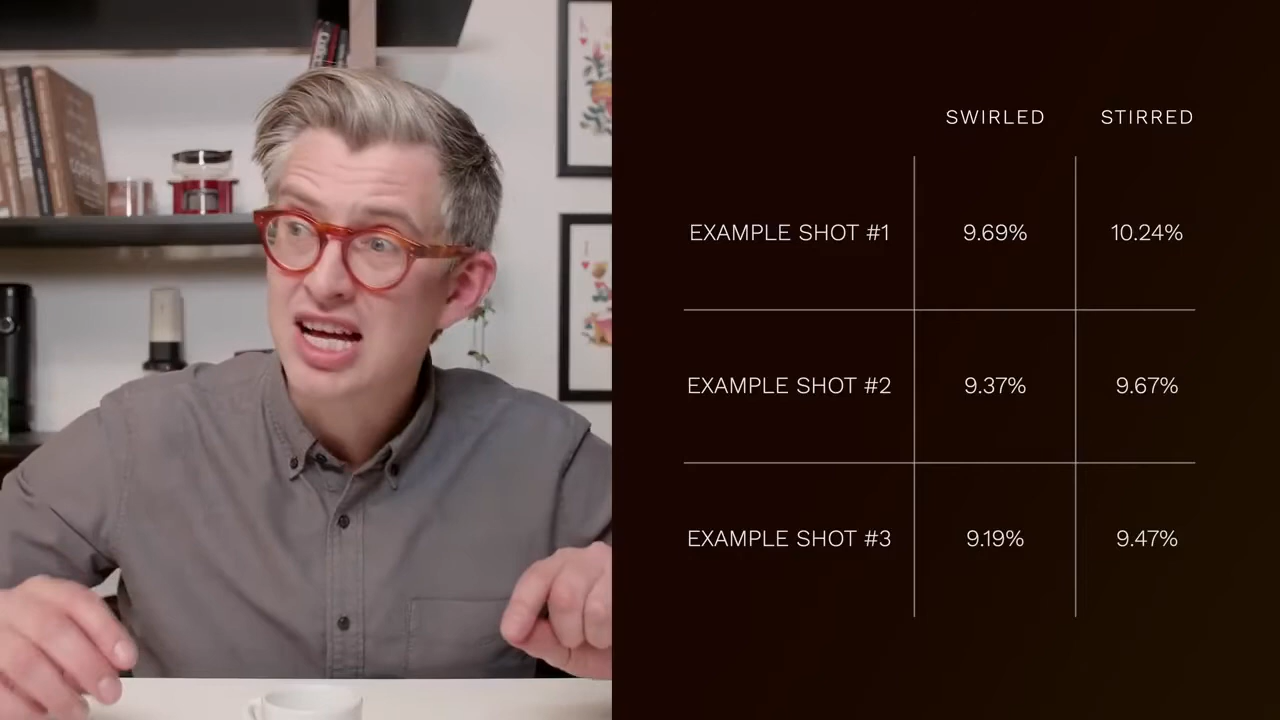 SWIRLED STIRRED
EXAMPLE SHOT #1 9.69% 10.24%
EXAMPLE SHOT #2 9.37% 9.67%
EXAMPLE SHOT #3 9.19% 9.47%